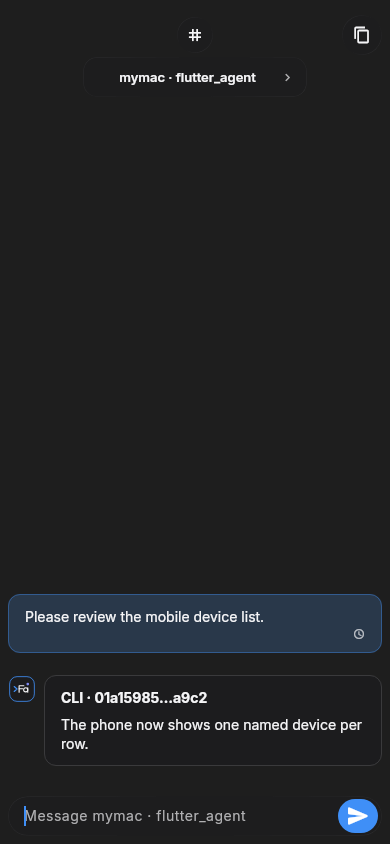 #
mymac · flutter_agent
Please review the mobile device list.
>Fa
CLI · 01a15985...a9c2
The phone now shows one named device per
row.
Message mymac · flutter_agent